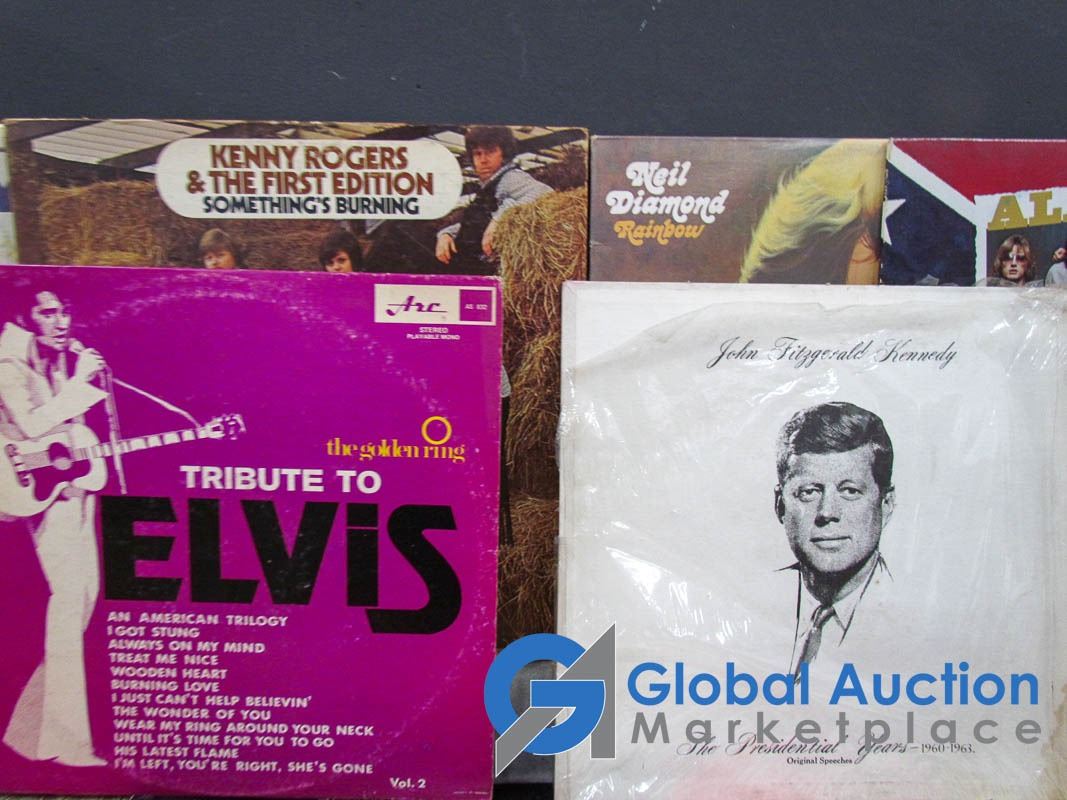 KENNY ROGERS
& THE FIRST EDITION
SOMETHING'S BURNING
Neil
Diamond
Rainbow
AL
Arc
AS 832
STEREO
PLAYABLE MONO
the golden ring
TRIBUTE TO
ELVIS
AN AMERICAN TRILOGY
I GOT STUNG
ALWAYS ON MY MIND
TREAT ME NICE
WOODEN HEART
BURNING LOVE
I JUST CAN'T HELP BELIEVIN'
THE WONDER OF YOU
WEAR MY RING AROUND YOUR NECK
UNTIL IT'S TIME FOR YOU TO GO
HIS LATEST FLAME
I'M LEFT, YOU'RE RIGHT, SHE'S GONE
Vol. 2
John Fitzgerald Kennedy
Global Auction
Marketplace
The Presidential Years – 1960-1963.
Original Speeches